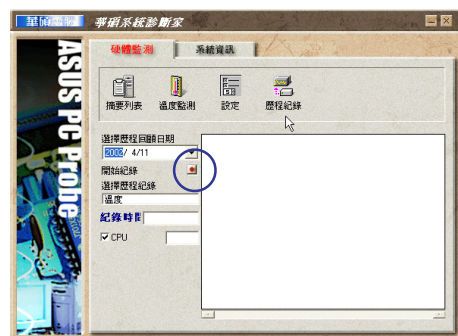 華碩電腦 華碩系統診斷家
硬體監測 系統資訊
摘要列表 溫度監測 設定 歷程紀錄
選擇歷程回顧日期
2002/ 4/11
開始紀錄
選擇歷程紀錄
溫度
紀錄時
CPU
ASUS PC Probe